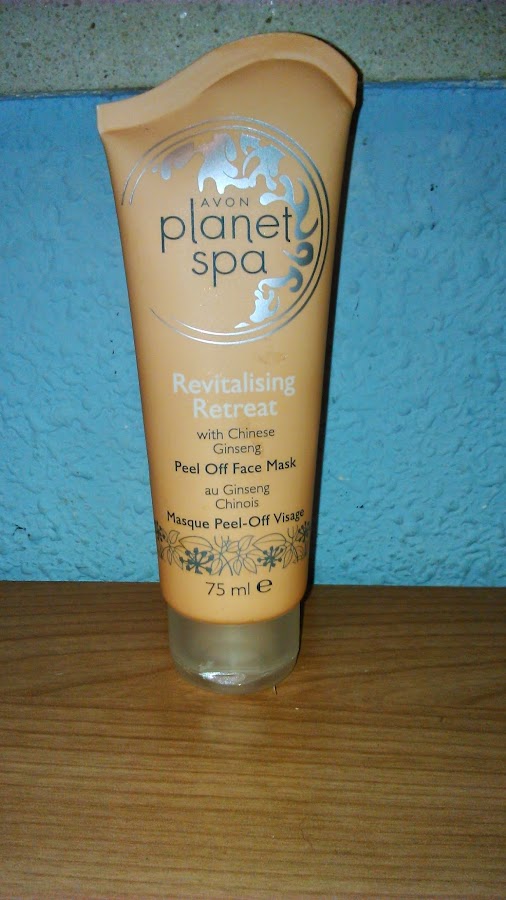 AVON
planet
spa
Revitalising
Retreat
with Chinese
Ginseng
Peel Off Face Mask
au Ginseng
Chinois
Masque Peel-Off Visage
75 ml ℮